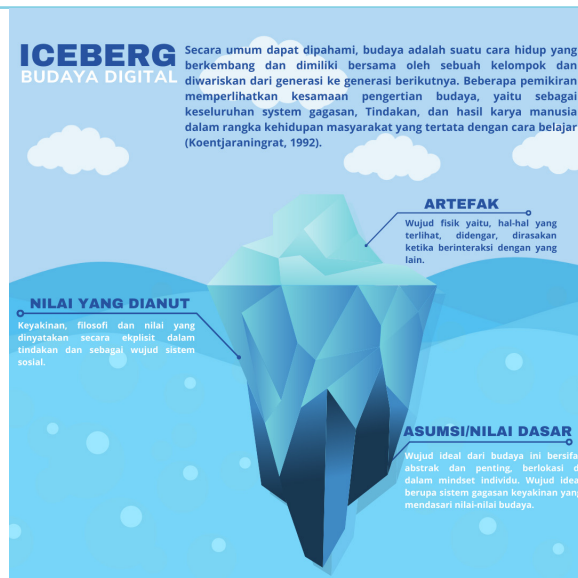 ICEBERG
BUDAYA DIGITAL
Secara umum dapat dipahami, budaya adalah suatu cara hidup yang
berkembang dan dimiliki bersama oleh sebuah kelompok dan
diwariskan dari generasi ke generasi berikutnya. Beberapa pemikiran
memperlihatkan kesamaan pengertian budaya, yaitu sebagai
keseluruhan system gagasan, Tindakan, dan hasil karya manusia
dalam rangka kehidupan masyarakat yang tertata dengan cara belajar
(Koentjaraningrat, 1992).
ARTEFAK
Wujud fisik yaitu, hal-hal yang
terlihat, didengar, dirasakan
ketika berinteraksi dengan yang
lain.
NILAI YANG DIANUT
Keyakinan, filosofi dan nilai yang
dinyatakan secara ekplisit dalam
tindakan dan sebagai wujud sistem
sosial.
ASUMSI/NILAI DASAR
Wujud ideal dari budaya ini bersifa
abstrak dan penting, berlokasi d
dalam mindset individu. Wujud idea
berupa sistem gagasan keyakinan yang
mendasari nilai-nilai budaya.